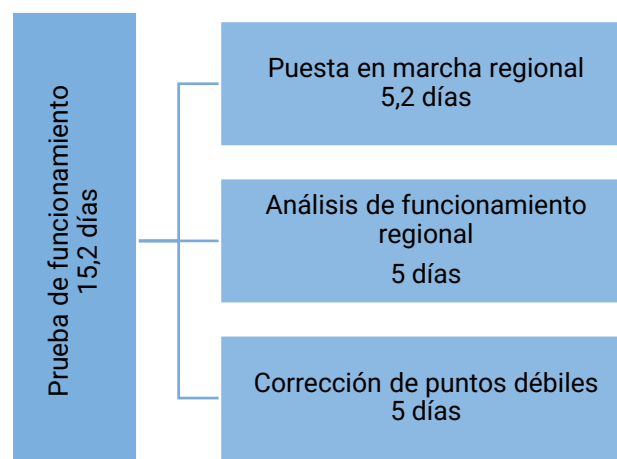 Prueba de funcionamiento
15,2 días
Puesta en marcha regional
5,2 días
Análisis de funcionamiento
regional
5 días
Corrección de puntos débiles
5 días